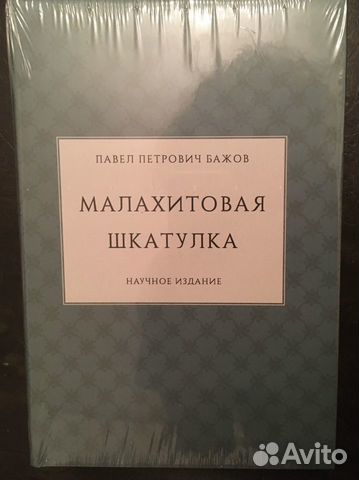 ПАВЕЛ ПЕТРОВИЧ БАЖОВ
МАЛАХИТОВАЯ
ШКАТУЛКА
НАУЧНОЕ ИЗДАНИЕ
Avito